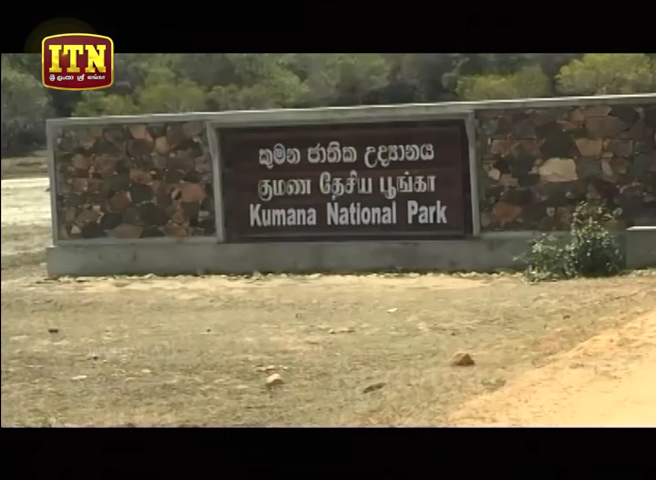 ITN
කුමන ජාතික උද්‍යානය
குமண தேசிய பூங்கா
Kumana National Park